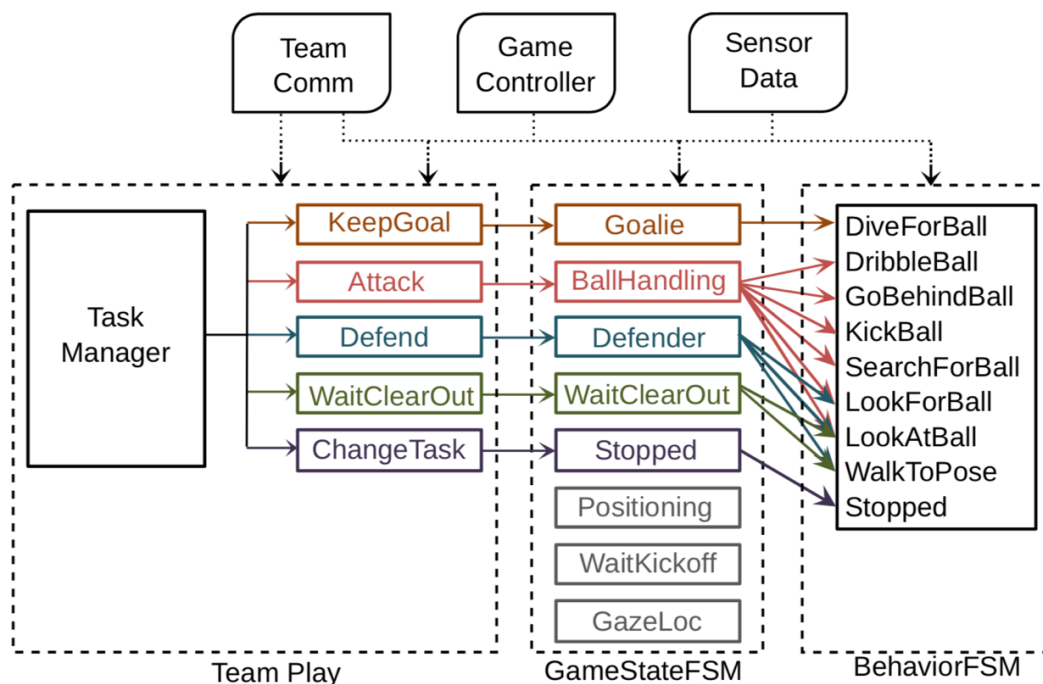 Team
Comm
Game
Controller
Sensor
Data
Task
Manager
KeepGoal
Attack
Defend
WaitClearOut
ChangeTask
Team Play
Goalie
BallHandling
Defender
WaitClearOut
Stopped
Positioning
WaitKickoff
GazeLoc
GameStateFSM
DiveForBall
DribbleBall
GoBehindBall
KickBall
SearchForBall
LookForBall
LookAtBall
WalkToPose
Stopped
BehaviorFSM